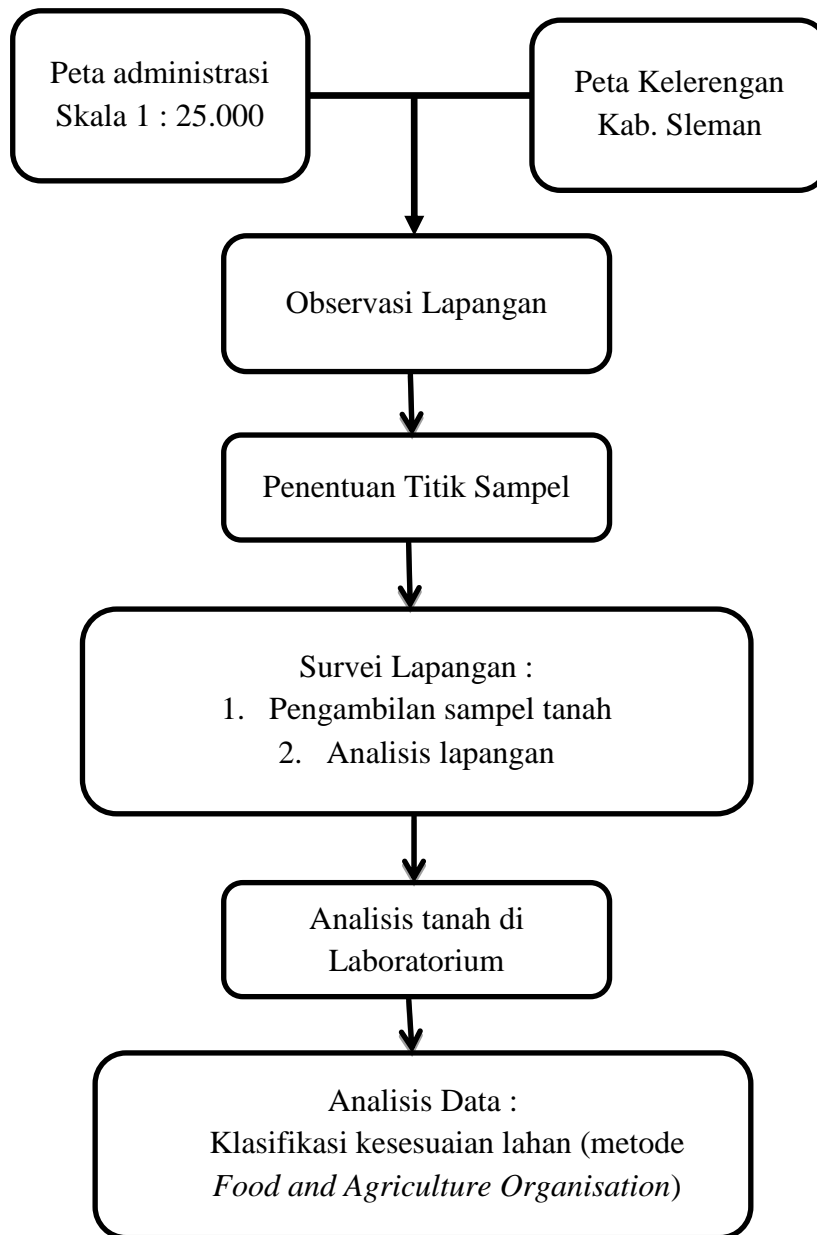 Peta administrasi
Skala 1 : 25.000
Peta Kelerengan
Kab. Sleman
Observasi Lapangan
Penentuan Titik Sampel
Survei Lapangan :
1. Pengambilan sampel tanah
2. Analisis lapangan
Analisis tanah di
Laboratorium
Analisis Data :
Klasifikasi kesesuaian lahan (metode
Food and Agriculture Organisation)